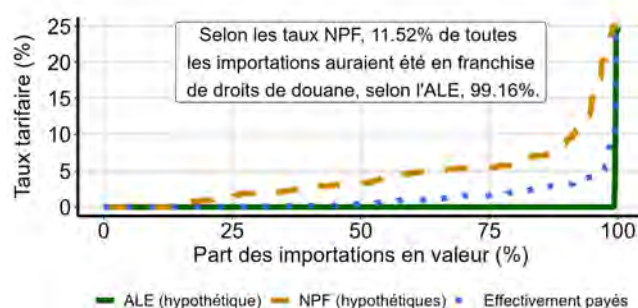 25
20
15
10
5
0
Taux tarifaire (%)
Selon les taux NPF, 11.52% de toutes
les importations auraient été en franchise
de droits de douane, selon l'ALE, 99.16%.
0 25 50 75 100
Part des importations en valeur (%)
ALE (hypothétique) NPF (hypothétiques) Effectivement payés